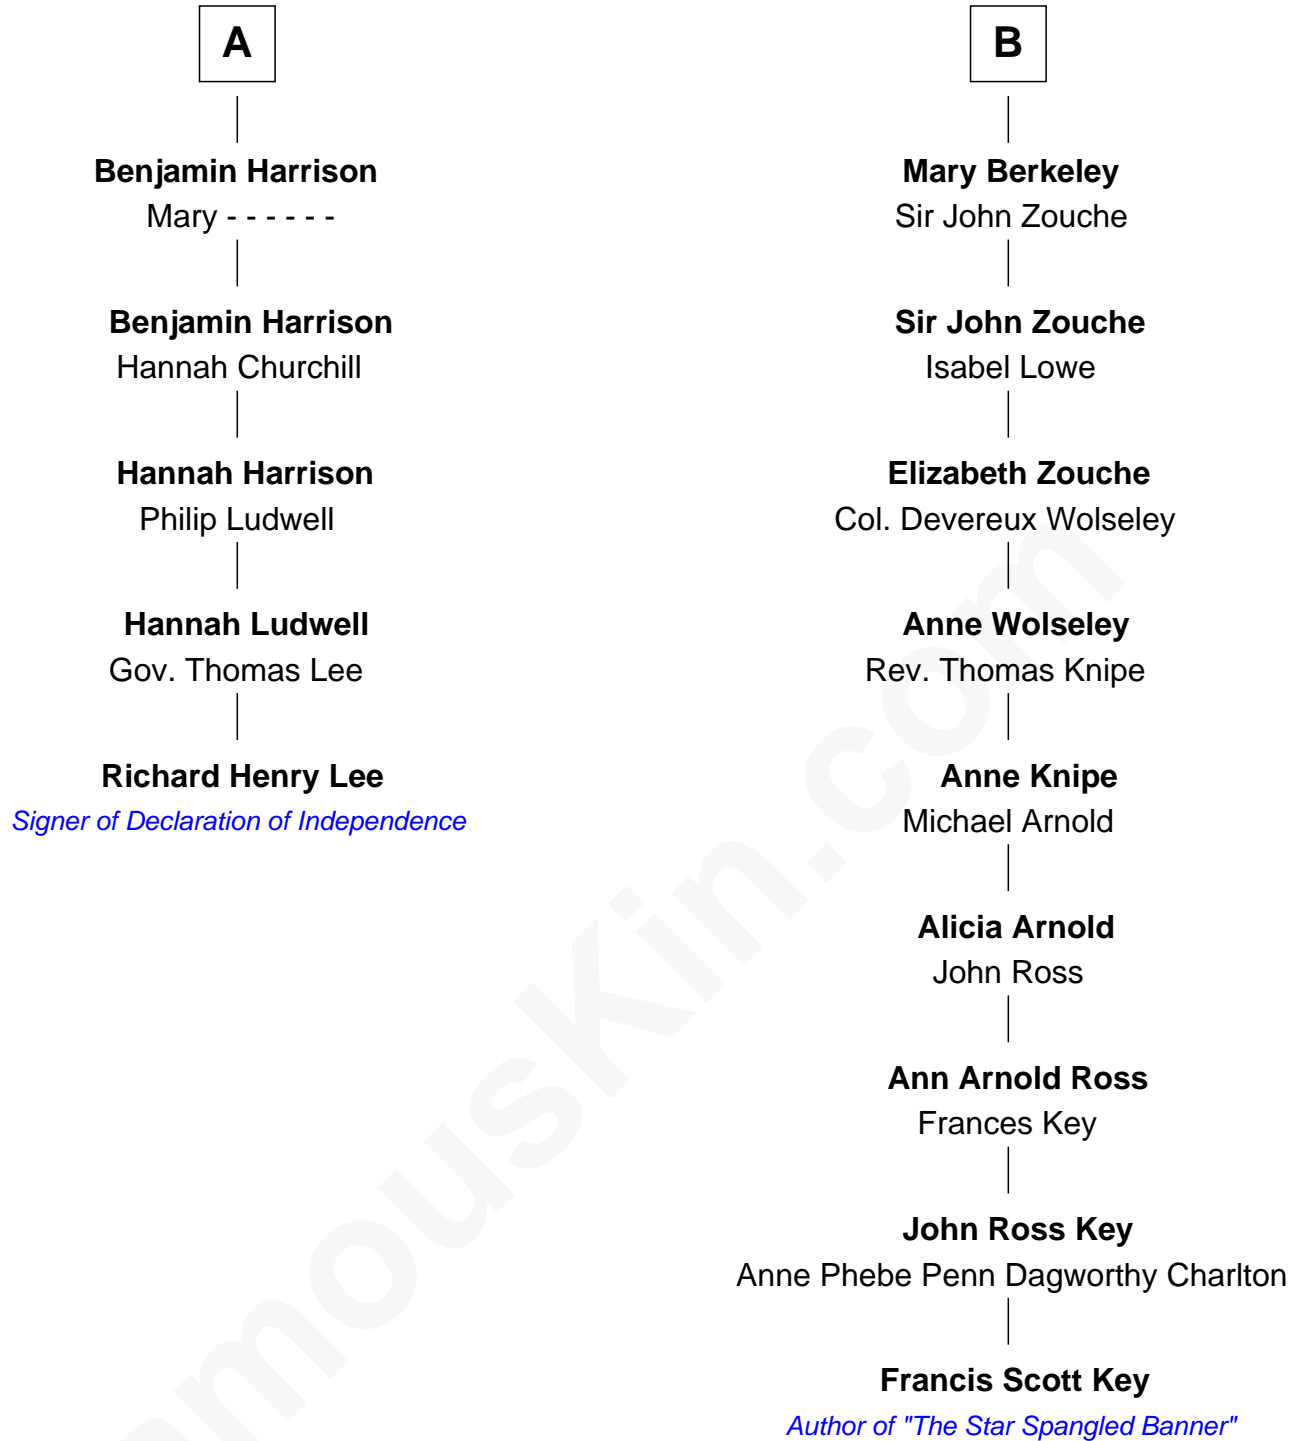 A
Benjamin Harrison
Mary - - - - - -
Benjamin Harrison
Hannah Churchill
Hannah Harrison
Philip Ludwell
Hannah Ludwell
Gov. Thomas Lee
Richard Henry Lee
Signer of Declaration of Independence
B
Mary Berkeley
Sir John Zouche
Sir John Zouche
Isabel Lowe
Elizabeth Zouche
Col. Devereux Wolseley
Anne Wolseley
Rev. Thomas Knipe
Anne Knipe
Michael Arnold
Alicia Arnold
John Ross
Ann Arnold Ross
Frances Key
John Ross Key
Anne Phebe Penn Dagworthy Charlton
Francis Scott Key
Author of "The Star Spangled Banner"
amouskin.com